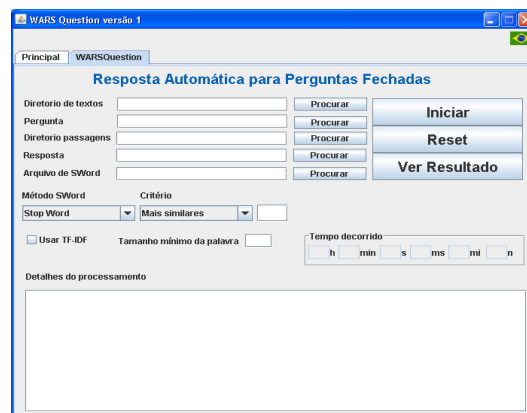 WARS Question versão 1
Principal WARSQuestion
Resposta Automática para Perguntas Fechadas
Diretorio de textos Procurar
Pergunta Procurar
Diretorio passagens Procurar
Resposta Procurar
Arquivo de SWord Procurar
Iniciar
Reset
Ver Resultado
Método SWord Critério
Stop Word Mais similares
Usar TF-IDF Tamanho mínimo da palavra
Tempo decorrido
h min s ms mi n
Detalhes do processamento